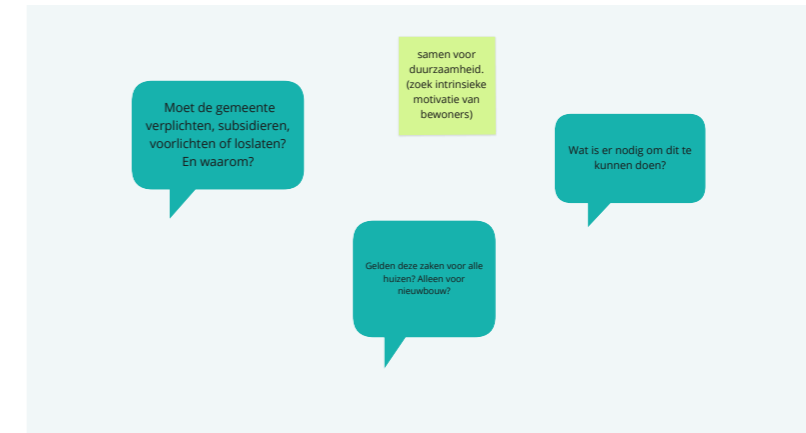 samen voor
duurzaamheid.
(zoek intrinsieke
motivatie van
bewoners)
Moet de gemeente
verplichten, subsidieren,
voorlichten of loslaten?
En waarom?
Wat is er nodig om dit te
kunnen doen?
Gelden deze zaken voor alle
huizen? Alleen voor
nieuwbouw?